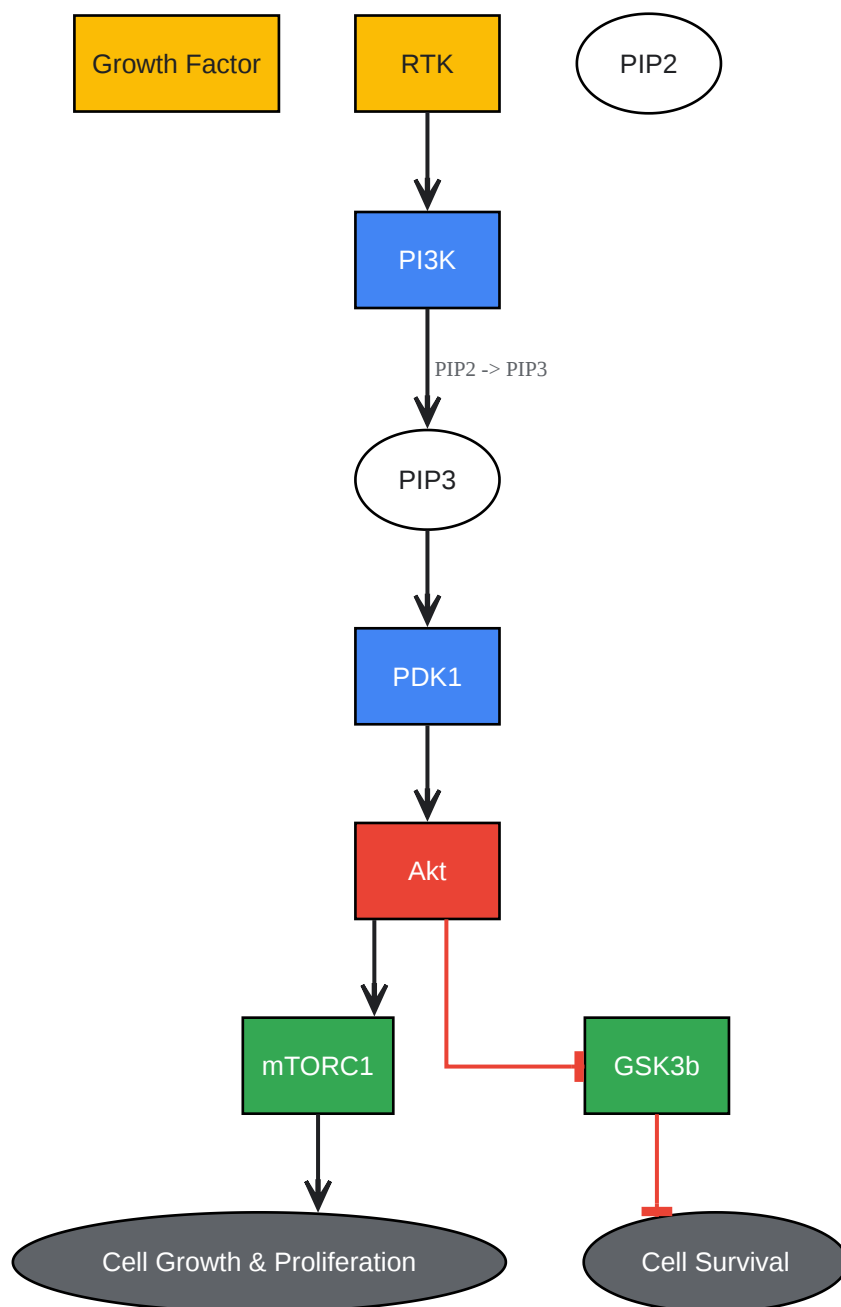 Growth Factor
RTK
PIP2
PI3K
PIP2 -> PIP3
PIP3
PDK1
Akt
mTORC1
GSK3b
Cell Growth & Proliferation
Cell Survival